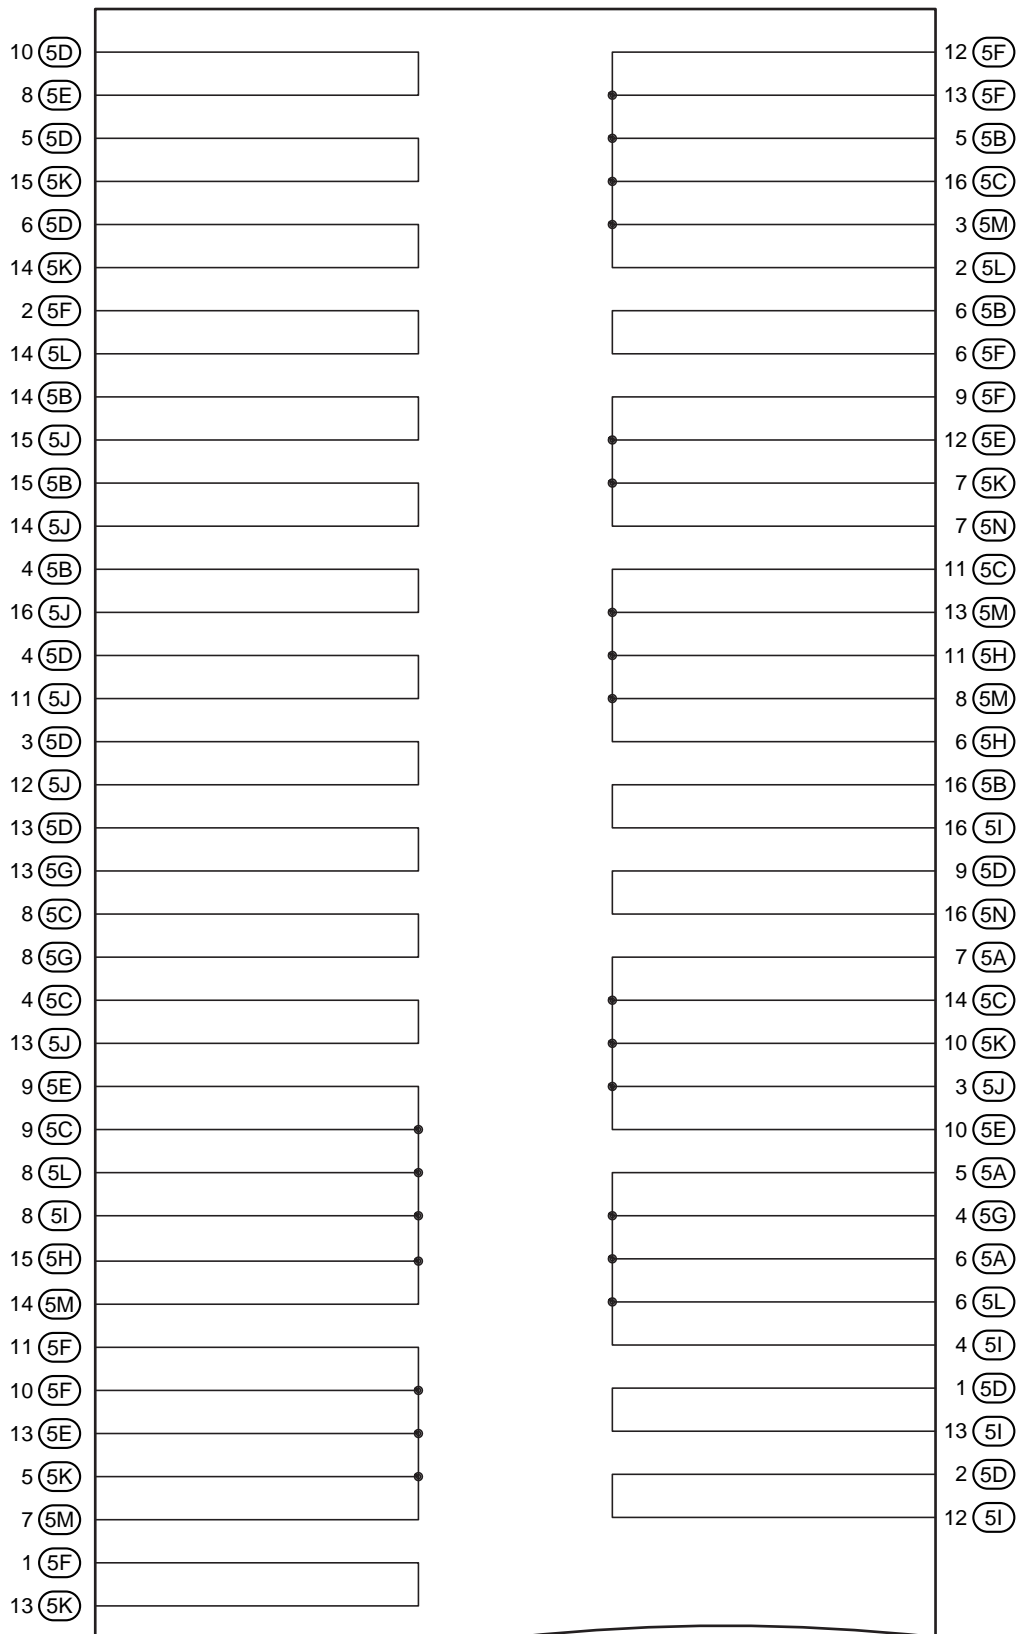 10 5D
8 5E
5 5D
15 5K
6 5D
14 5K
2 5F
14 5L
14 5B
15 5J
15 5B
14 5J
4 5B
16 5J
4 5D
11 5J
3 5D
12 5J
13 5D
13 5G
8 5C
8 5G
4 5C
13 5J
9 5E
9 5C
8 5L
8 5I
15 5H
14 5M
11 5F
10 5F
13 5E
5 5K
7 5M
1 5F
13 5K
12 5F
13 5F
5 5B
16 5C
3 5M
2 5L
6 5B
6 5F
9 5F
12 5E
7 5K
7 5N
11 5C
13 5M
11 5H
8 5M
6 5H
16 5B
16 5I
9 5D
16 5N
7 5A
14 5C
10 5K
3 5J
10 5E
5 5A
4 5G
6 5A
6 5L
4 5I
1 5D
13 5I
2 5D
12 5I